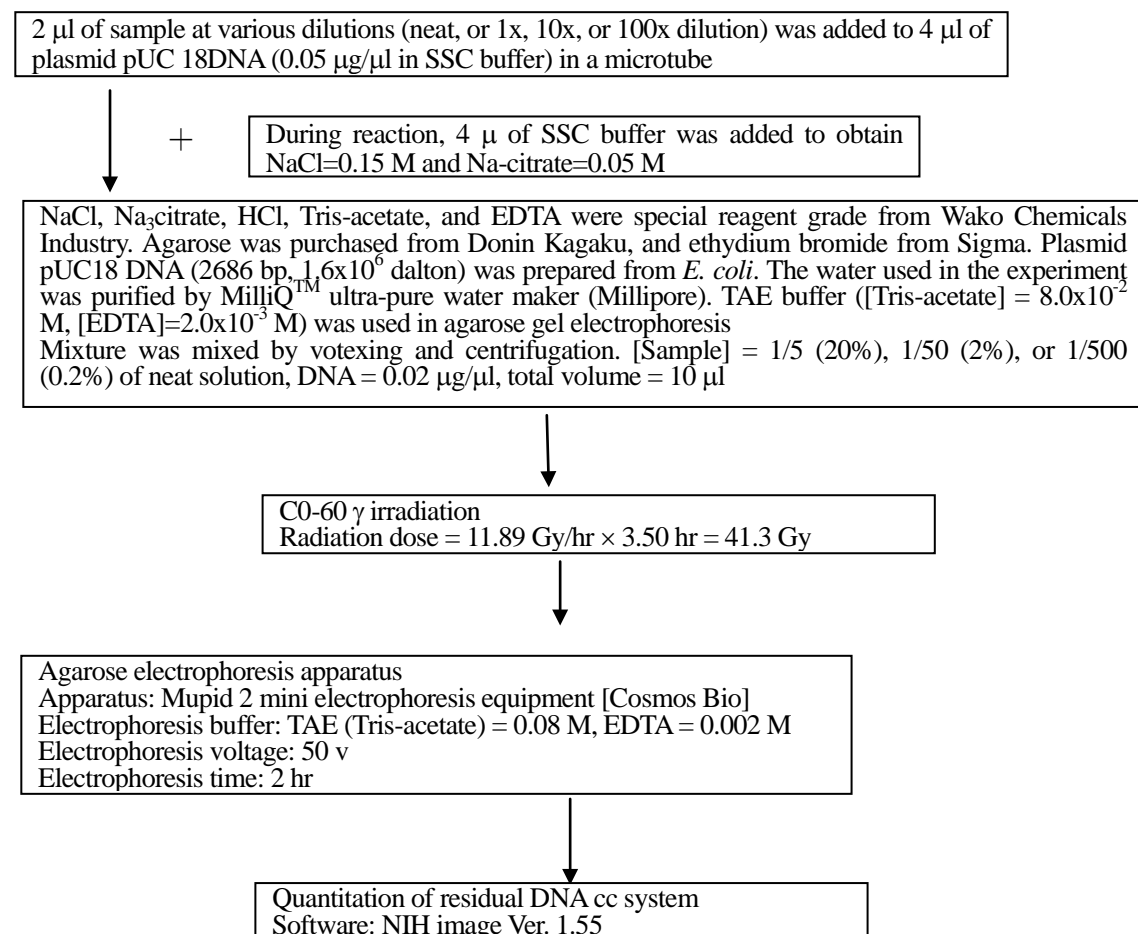 2 μl of sample at various dilutions (neat, or 1x, 10x, or 100x dilution) was added to 4 μl of
plasmid pUC 18DNA (0.05 μg/μl in SSC buffer) in a microtube
+
During reaction, 4 μ of SSC buffer was added to obtain
NaCl=0.15 M and Na-citrate=0.05 M
NaCl, Na3citrate, HCl, Tris-acetate, and EDTA were special reagent grade from Wako Chemicals
Industry. Agarose was purchased from Donin Kagaku, and ethydium bromide from Sigma. Plasmid
pUC18 DNA (2686 bp, 1.6x10^6 dalton) was prepared from E. coli. The water used in the experiment
was purified by MilliQ™ ultra-pure water maker (Millipore). TAE buffer ([Tris-acetate] = 8.0x10^-2
M, [EDTA]=2.0x10^-3 M) was used in agarose gel electrophoresis
Mixture was mixed by votexing and centrifugation. [Sample] = 1/5 (20%), 1/50 (2%), or 1/500
(0.2%) of neat solution, DNA = 0.02 μg/μl, total volume = 10 μl
C0-60 γ irradiation
Radiation dose = 11.89 Gy/hr × 3.50 hr = 41.3 Gy
Agarose electrophoresis apparatus
Apparatus: Mupid 2 mini electrophoresis equipment [Cosmos Bio]
Electrophoresis buffer: TAE (Tris-acetate) = 0.08 M, EDTA = 0.002 M
Electrophoresis voltage: 50 v
Electrophoresis time: 2 hr
Quantitation of residual DNA cc system
Software: NIH image Ver. 1.55